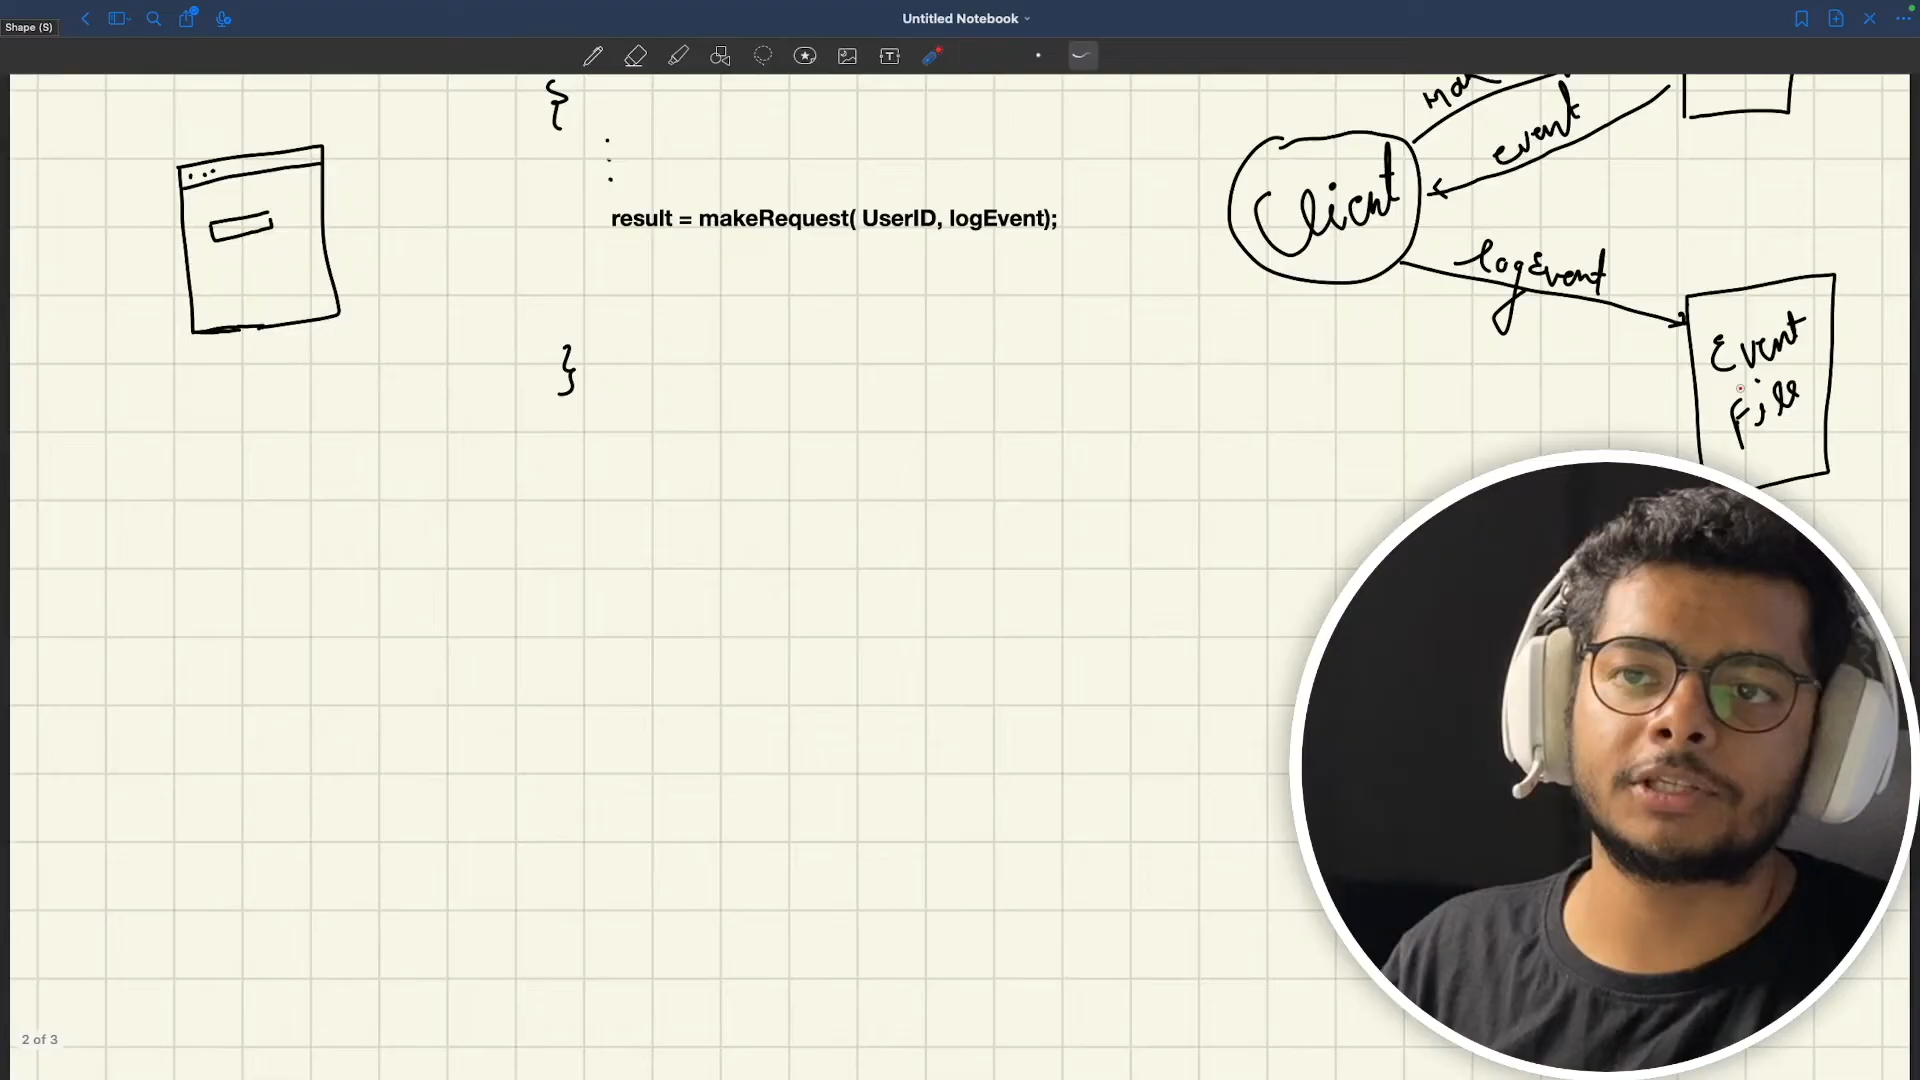 Untitled Notebook
Shape (S)
{
result = makeRequest( UserID, logEvent);
}
event
Client
logEvent
Event
File
2 of 3